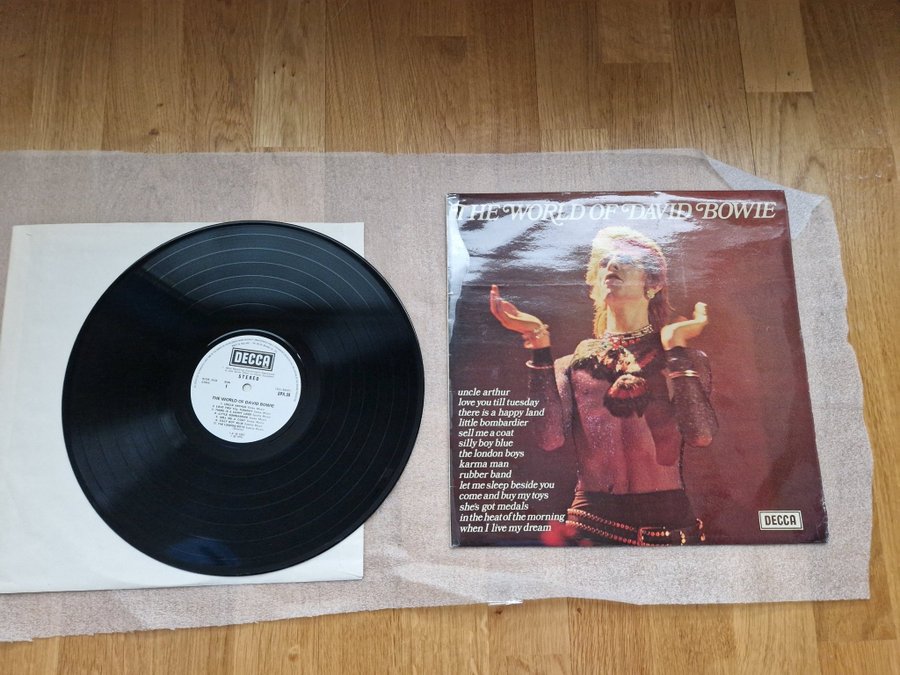 DECCA
STEREO
SPA.58
THE WORLD OF DAVID BOWIE
THE WORLD OF DAVID BOWIE
uncle arthur
love you till tuesday
there is a happy land
little bombardier
sell me a coat
silly boy blue
the london boys
karma man
rubber band
let me sleep beside you
come and buy my toys
she's got medals
in the heat of the morning
when I live my dream
DECCA